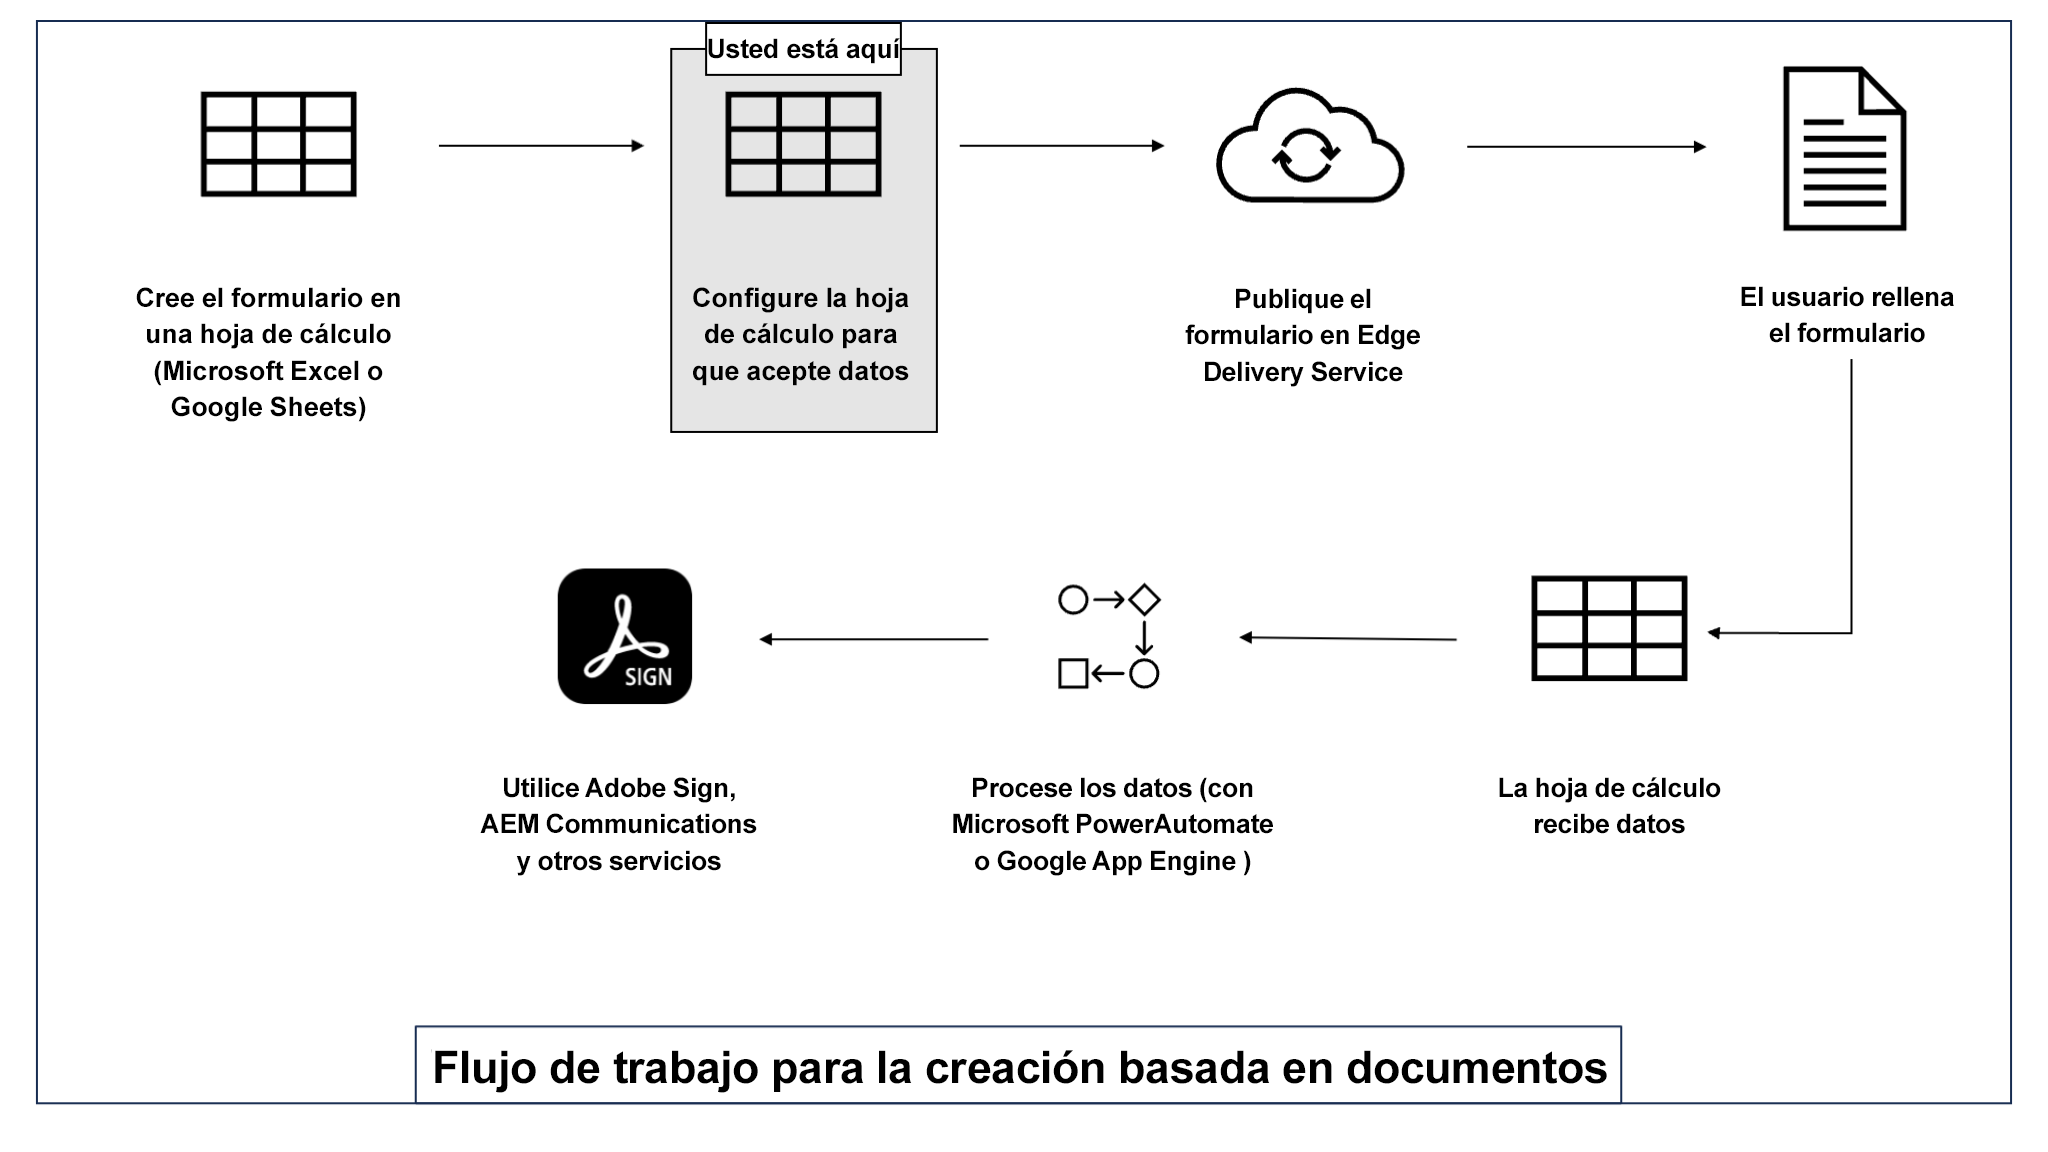 Usted está aquí
Cree el formulario en
una hoja de cálculo
(Microsoft Excel o
Google Sheets)
Configure la hoja
de cálculo para
que acepte datos
Publique el
formulario en Edge
Delivery Service
El usuario rellena
el formulario
La hoja de cálculo
recibe datos
Procese los datos (con
Microsoft PowerAutomate
o Google App Engine )
SIGN
Utilice Adobe Sign,
AEM Communications
y otros servicios
Flujo de trabajo para la creación basada en documentos